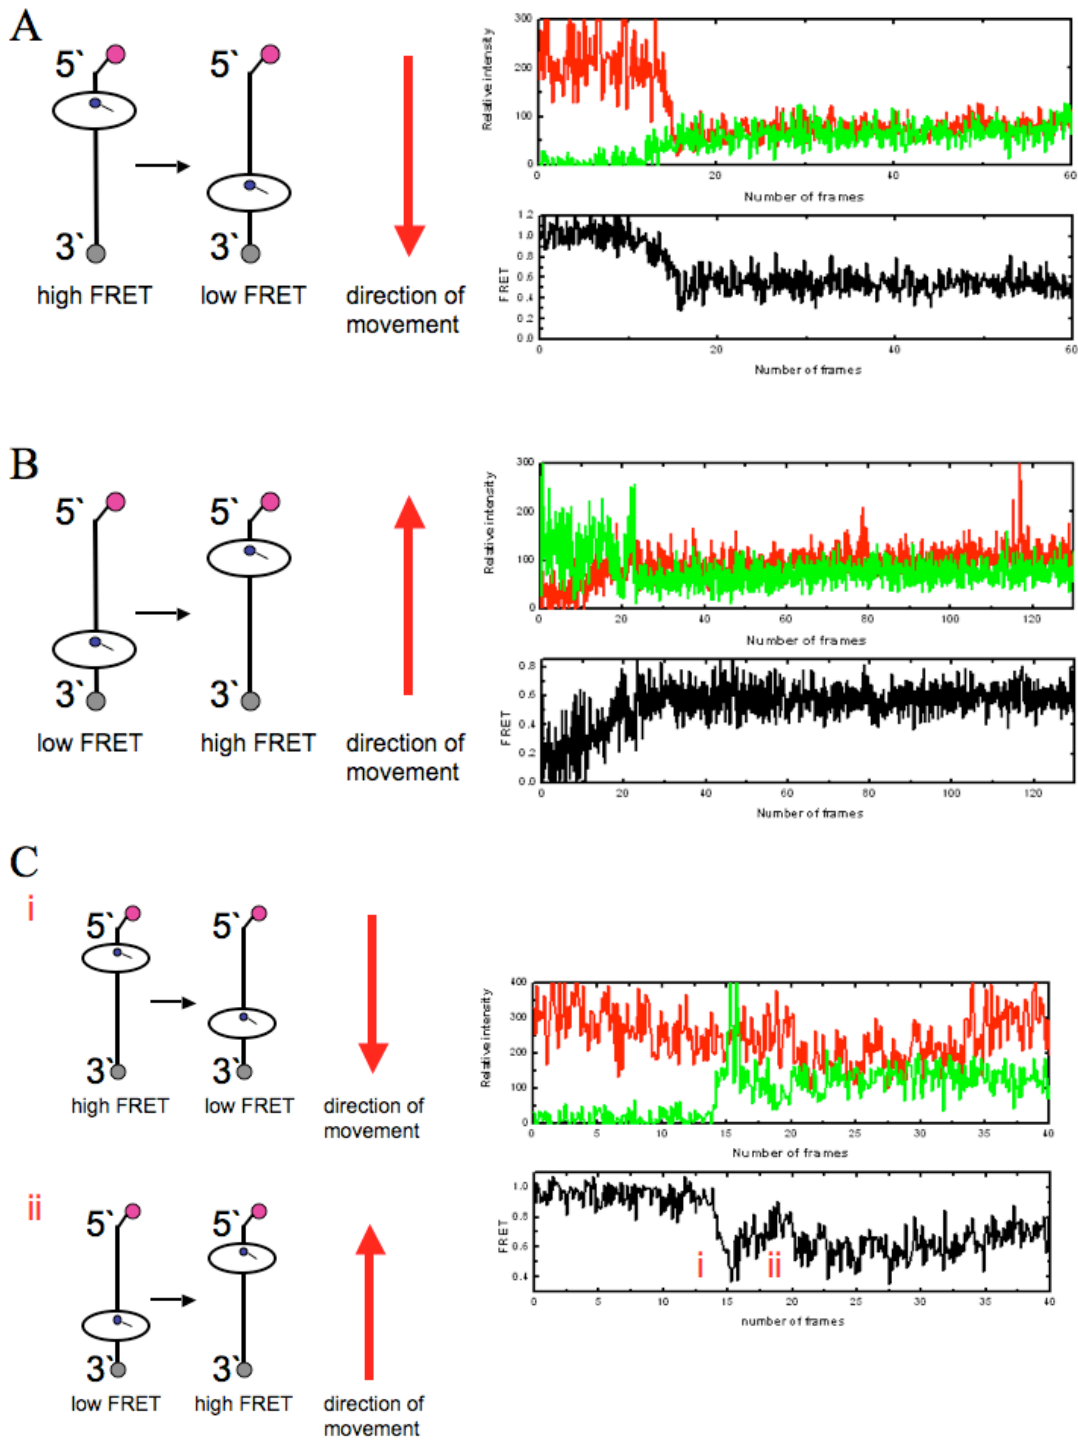 A
5` 5`
3` 3`
high FRET low FRET direction of
movement
Relative intensity
300
200
100
0
0 20 40 60
Number of frames
FRET
1.2
1.0
0.8
0.6
0.4
0.2
0.0
0 20 40 60
Number of frames
B
5` 5`
3` 3`
low FRET high FRET direction of
movement
Relative intensity
300
200
100
0
0 20 40 60 80 100 120
Number of frames
FRET
0.8
0.6
0.4
0.2
0.0
0 20 40 60 80 100 120
Number of frames
C
i
5` 5`
3` 3`
high FRET low FRET direction of
movement
ii
5` 5`
3` 3`
low FRET high FRET direction of
movement
Relative intensity
400
300
200
100
0
0 5 10 15 20 25 30 35 40
Number of frames
FRET
1.0
0.8
0.6
0.4
i ii
0 5 10 15 20 25 30 35 40
number of frames